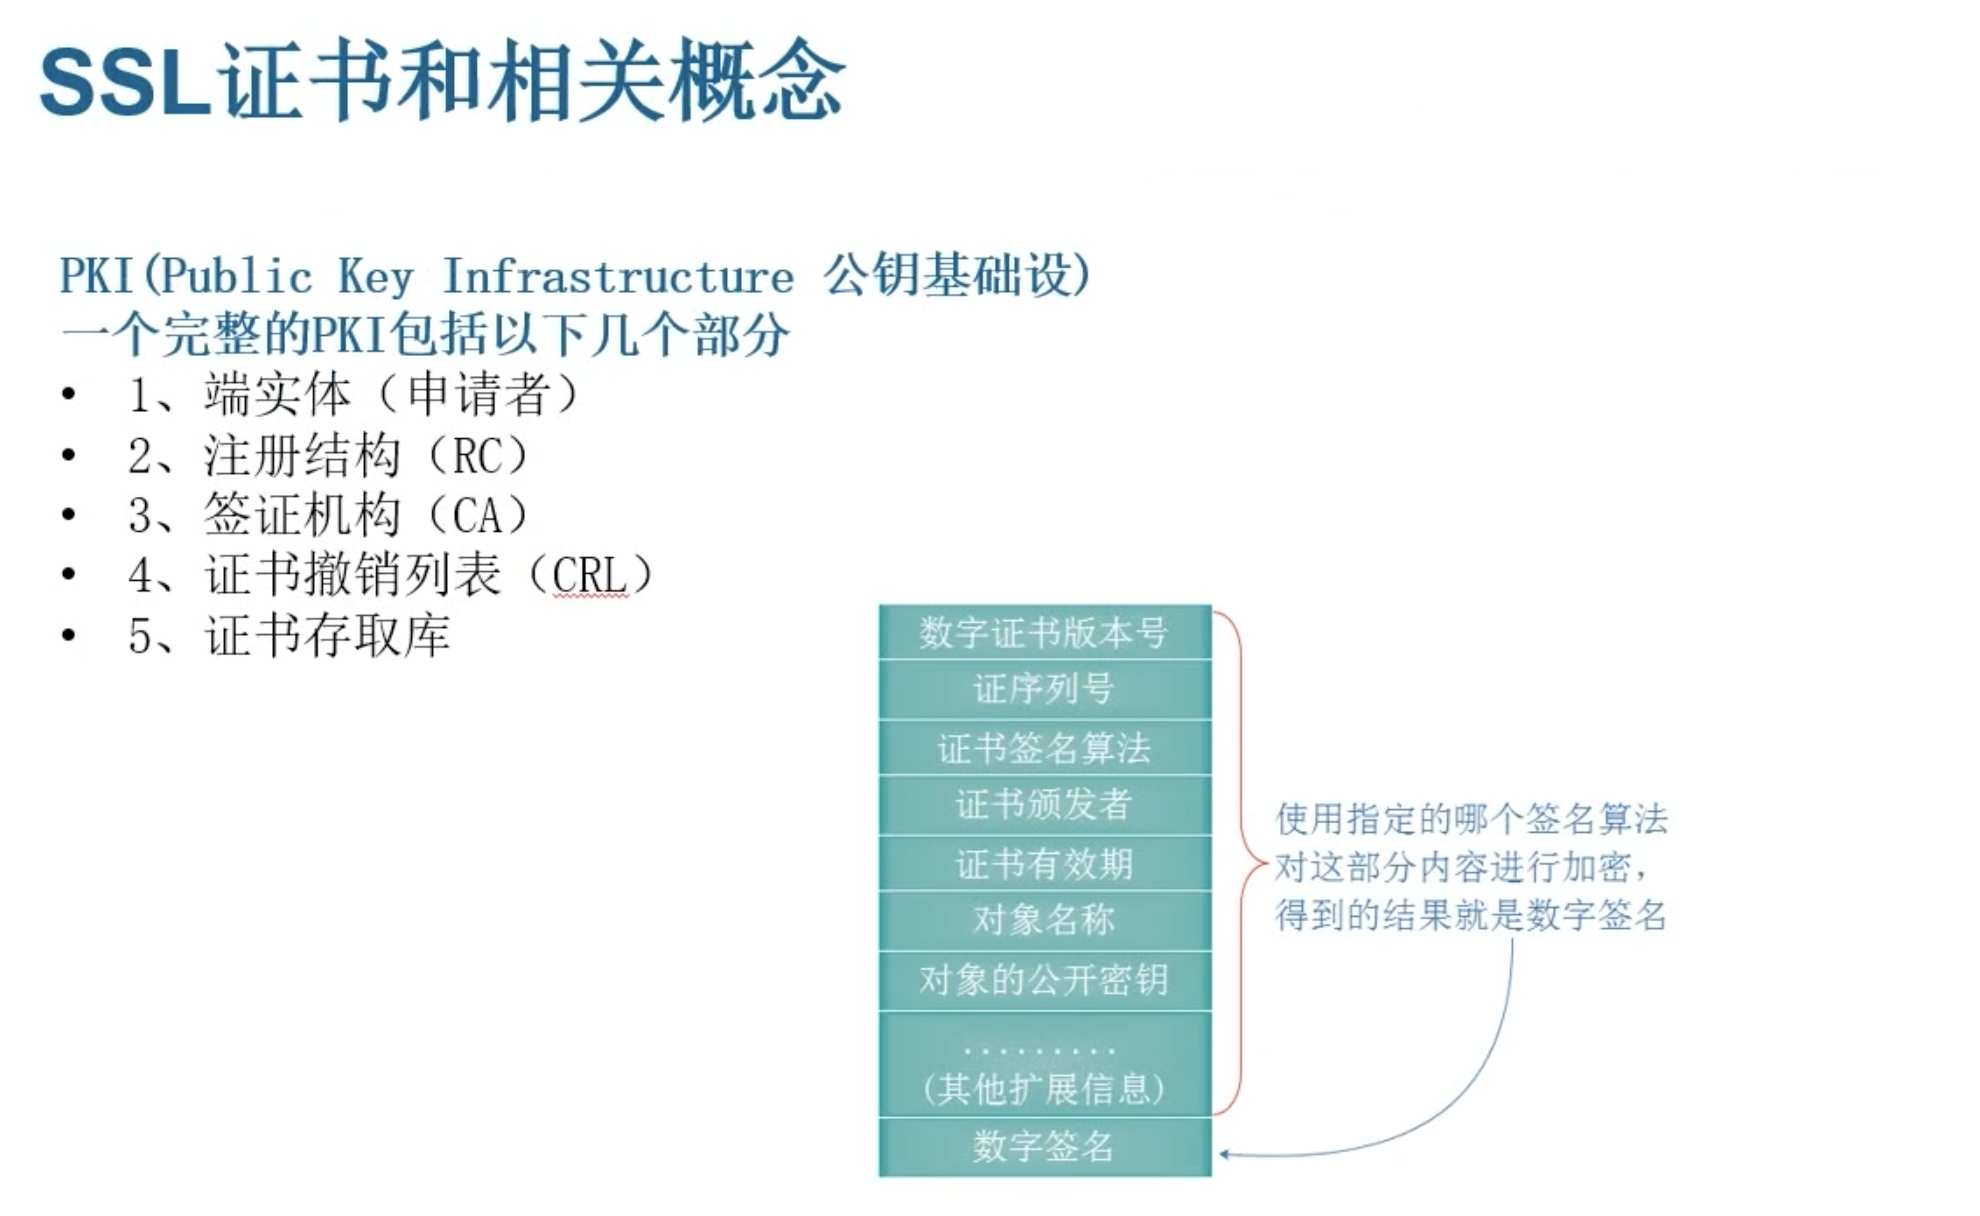 SSL证书和相关概念
PKI(Public Key Infrastructure 公钥基础设)
一个完整的PKI包括以下几个部分
• 1、端实体（申请者）
• 2、注册结构（RC）
• 3、签证机构（CA）
• 4、证书撤销列表（CRL）
• 5、证书存取库
数字证书版本号
证序列号
证书签名算法
证书颁发者
证书有效期
对象名称
对象的公开密钥
.........
(其他扩展信息)
数字签名
使用指定的哪个签名算法
对这部分内容进行加密，
得到的结果就是数字签名